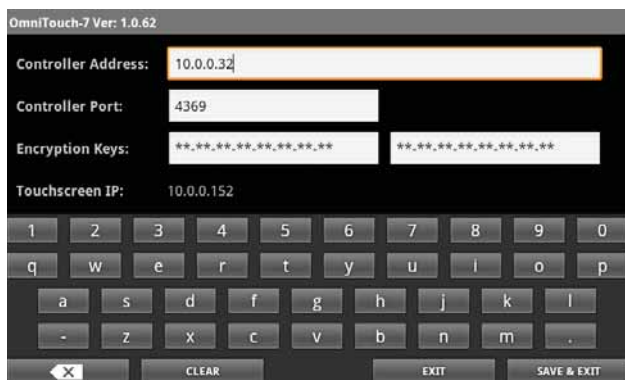 OmniTouch-7 Ver: 1.0.62
Controller Address: 10.0.0.32
Controller Port: 4369
Encryption Keys: **-**-**-**-**-**-**-** **-**-**-**-**-**-**-**
Touchscreen IP: 10.0.0.152
1 2 3 4 5 6 7 8 9 0
q w e r t y u i o p
a s d f g h j k l
- z x c v b n m .
CLEAR EXIT SAVE & EXIT